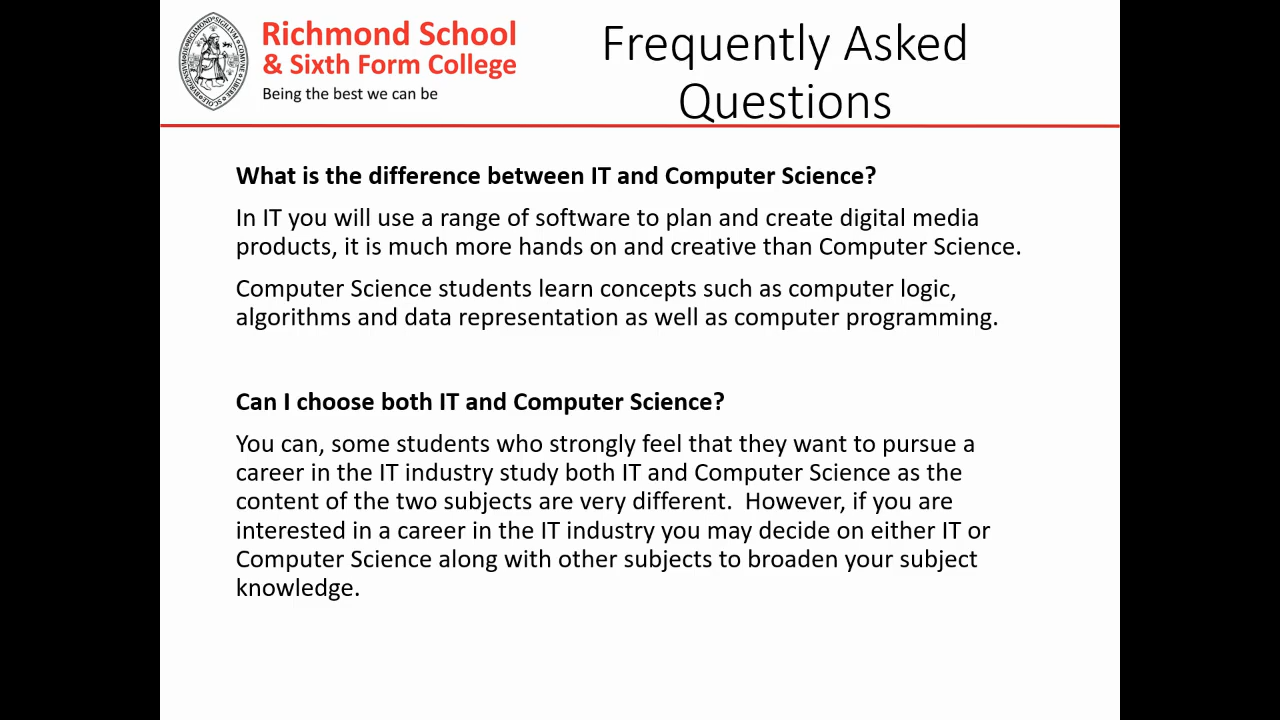 Richmond School
& Sixth Form College
Being the best we can be
Frequently Asked
Questions
What is the difference between IT and Computer Science?
In IT you will use a range of software to plan and create digital media
products, it is much more hands on and creative than Computer Science.
Computer Science students learn concepts such as computer logic,
algorithms and data representation as well as computer programming.
Can I choose both IT and Computer Science?
You can, some students who strongly feel that they want to pursue a
career in the IT industry study both IT and Computer Science as the
content of the two subjects are very different.  However, if you are
interested in a career in the IT industry you may decide on either IT or
Computer Science along with other subjects to broaden your subject
knowledge.